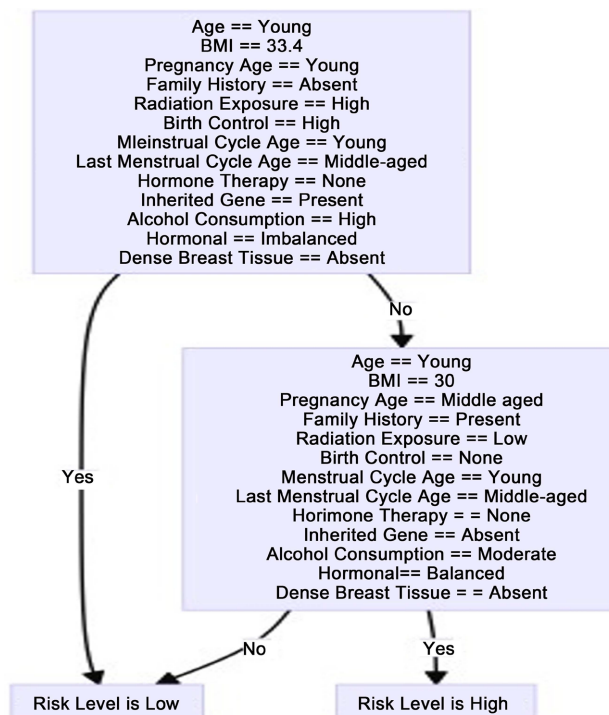 Age == Young
BMI == 33.4
Pregnancy Age == Young
Family History == Absent
Radiation Exposure == High
Birth Control == High
Mleinstrual Cycle Age == Young
Last Menstrual Cycle Age == Middle-aged
Hormone Therapy == None
Inherited Gene == Present
Alcohol Consumption == High
Hormonal == Imbalanced
Dense Breast Tissue == Absent
No
Age == Young
BMI == 30
Pregnancy Age == Middle aged
Family History == Present
Radiation Exposure == Low
Birth Control == None
Menstrual Cycle Age == Young
Last Menstrual Cycle Age == Middle-aged
Horimone Therapy = = None
Inherited Gene == Absent
Alcohol Consumption == Moderate
Hormonal== Balanced
Dense Breast Tissue = = Absent
Yes
No
Yes
Risk Level is Low
Risk Level is High